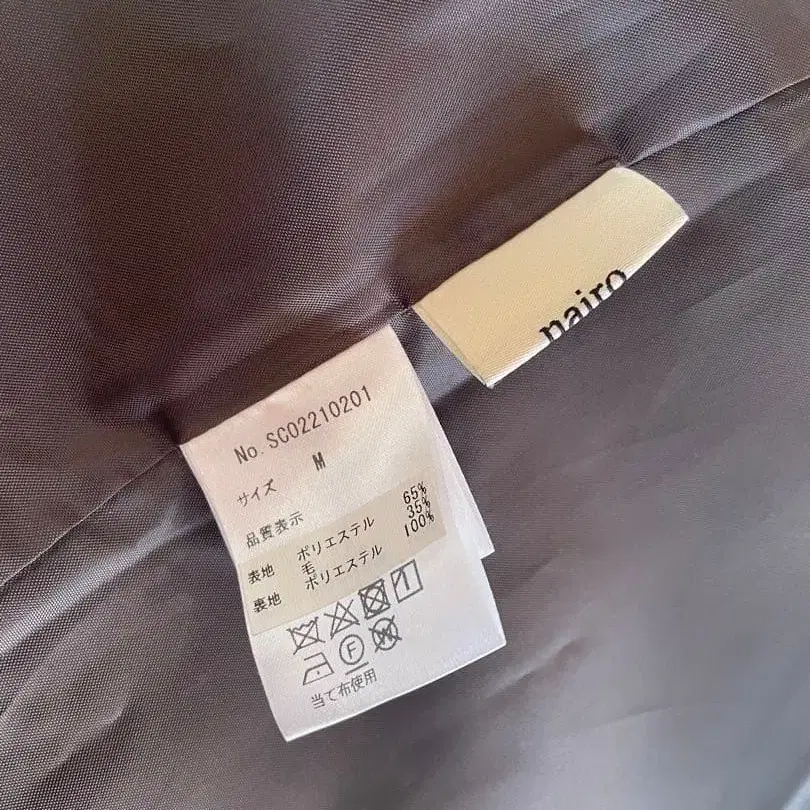 nairo
No. SC02210201
サイズ M
品質表示
表地 ポリエステル 65%
毛 35%
裏地 ポリエステル 100%
F
W
当て布使用